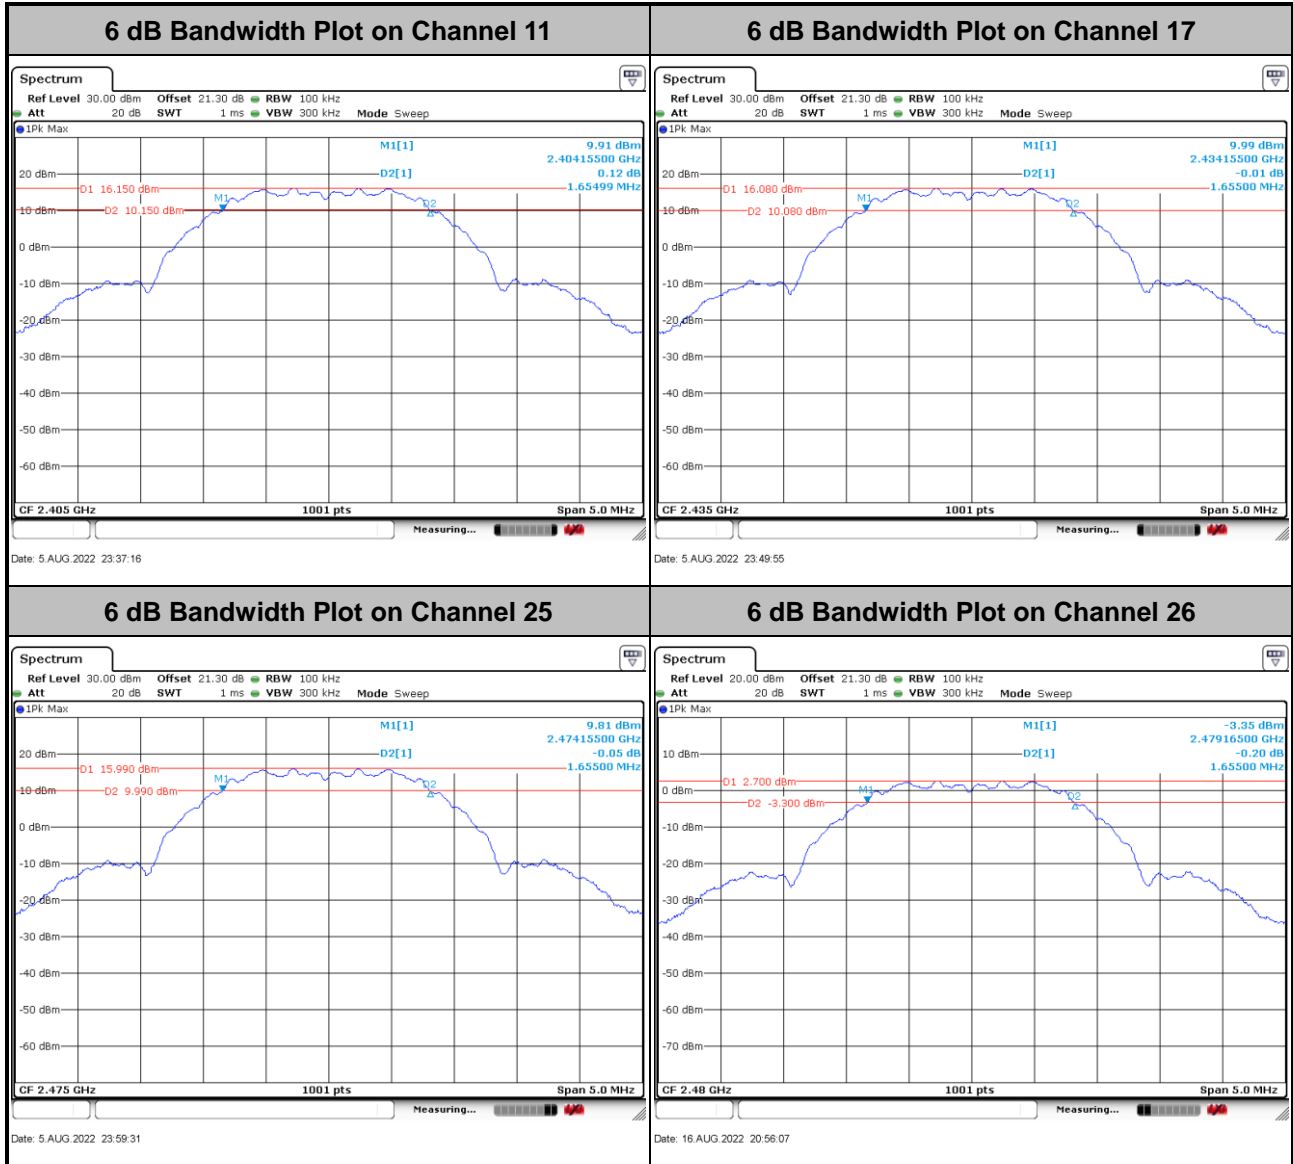 6 dB Bandwidth Plot on Channel 11
Spectrum
Ref Level 30.00 dBm Offset 21.30 dB RBW 100 kHz
Att 20 dB SWT 1 ms VBW 300 kHz Mode Sweep
1Pk Max
M1[1] 9.91 dBm
2.40415500 GHz
D2[1] 0.12 dB
1.65499 MHz
20 dBm
D1 16.150 dBm
M1
D2
10 dBm
D2 10.150 dBm
0 dBm
-10 dBm
-20 dBm
-30 dBm
-40 dBm
-50 dBm
-60 dBm
CF 2.405 GHz 1001 pts Span 5.0 MHz
Measuring...
Date: 5.AUG.2022 23:37:16
6 dB Bandwidth Plot on Channel 17
Spectrum
Ref Level 30.00 dBm Offset 21.30 dB RBW 100 kHz
Att 20 dB SWT 1 ms VBW 300 kHz Mode Sweep
1Pk Max
M1[1] 9.99 dBm
2.43415500 GHz
D2[1] -0.01 dB
1.65500 MHz
20 dBm
D1 16.080 dBm
M1
D2
10 dBm
D2 10.080 dBm
0 dBm
-10 dBm
-20 dBm
-30 dBm
-40 dBm
-50 dBm
-60 dBm
CF 2.435 GHz 1001 pts Span 5.0 MHz
Measuring...
Date: 5.AUG.2022 23:49:55
6 dB Bandwidth Plot on Channel 25
Spectrum
Ref Level 30.00 dBm Offset 21.30 dB RBW 100 kHz
Att 20 dB SWT 1 ms VBW 300 kHz Mode Sweep
1Pk Max
M1[1] 9.81 dBm
2.47415500 GHz
D2[1] -0.05 dB
1.65500 MHz
20 dBm
D1 15.990 dBm
M1
D2
10 dBm
D2 9.990 dBm
0 dBm
-10 dBm
-20 dBm
-30 dBm
-40 dBm
-50 dBm
-60 dBm
CF 2.475 GHz 1001 pts Span 5.0 MHz
Measuring...
Date: 5.AUG.2022 23:59:31
6 dB Bandwidth Plot on Channel 26
Spectrum
Ref Level 20.00 dBm Offset 21.30 dB RBW 100 kHz
Att 20 dB SWT 1 ms VBW 300 kHz Mode Sweep
1Pk Max
M1[1] -3.35 dBm
2.47916500 GHz
D2[1] -0.20 dB
1.65500 MHz
10 dBm
D1 2.700 dBm
M1
D2
0 dBm
D2 -3.300 dBm
-10 dBm
-20 dBm
-30 dBm
-40 dBm
-50 dBm
-60 dBm
-70 dBm
CF 2.48 GHz 1001 pts Span 5.0 MHz
Measuring...
Date: 16.AUG.2022 20:56:07